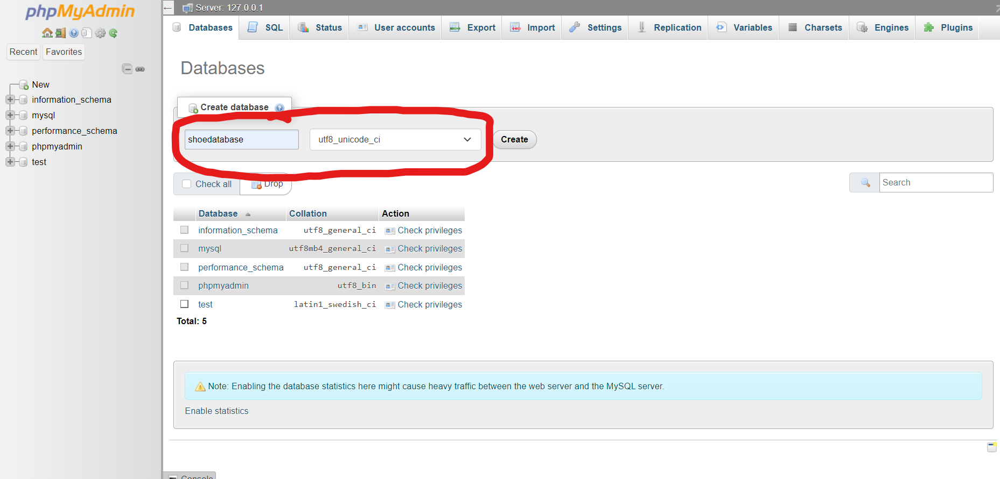 phpMyAdmin
Recent Favorites
New
information_schema
mysql
performance_schema
phpmyadmin
test
← Server: 127.0.0.1
Databases SQL Status User accounts Export Import Settings Replication Variables Charsets Engines Plugins
Databases
Create database
shoedatabase utf8_unicode_ci Create
Check all Drop Search
Database Collation Action
information_schema utf8_general_ci Check privileges
mysql utf8mb4_general_ci Check privileges
performance_schema utf8_general_ci Check privileges
phpmyadmin utf8_bin Check privileges
test latin1_swedish_ci Check privileges
Total: 5
Note: Enabling the database statistics here might cause heavy traffic between the web server and the MySQL server.
Enable statistics
Console